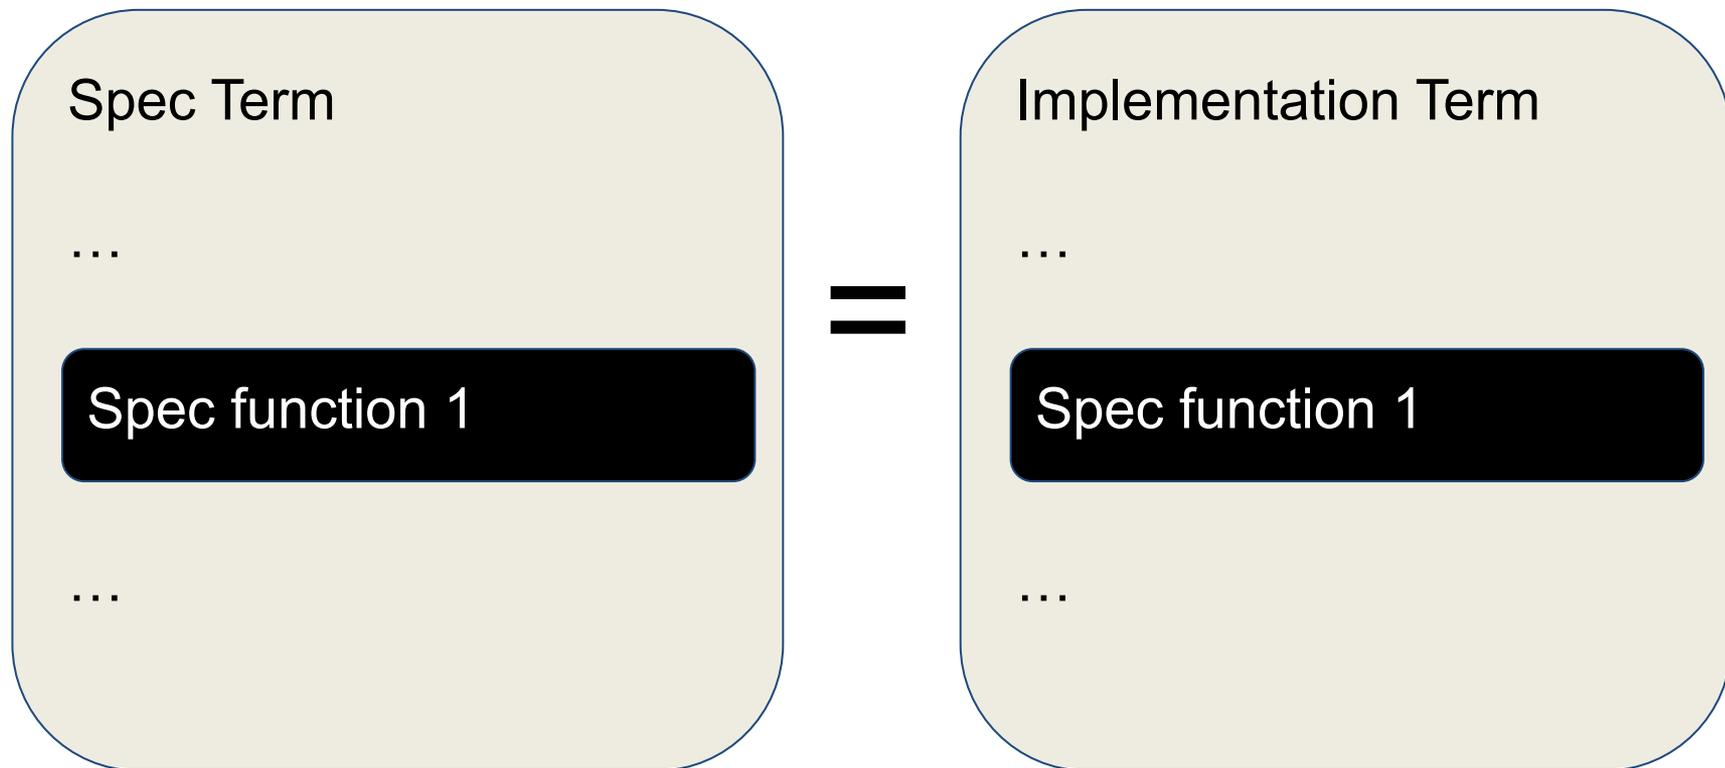 Spec Term
…
Spec function 1
…
=
Implementation Term
…
Spec function 1
…